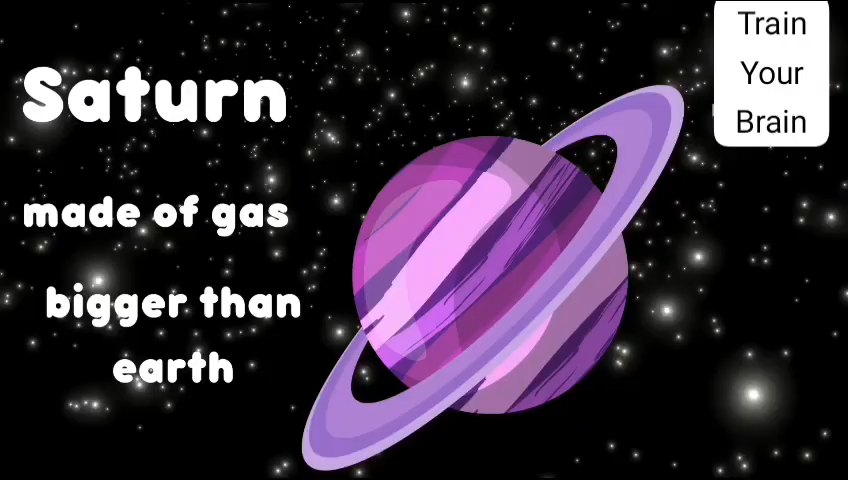 Saturn
made of gas
bigger than
earth
Train
Your
Brain